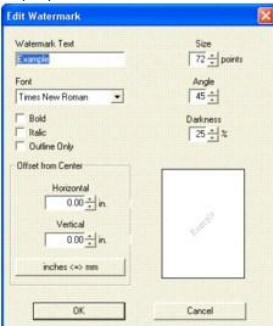 Edit Watermark
Watermark Text
Example
Size
72 points
Font
Times New Roman
Angle
45
Bold
Italic
Outline Only
Darkness
25 %
Offset from Center
Horizontal
0.00 in.
Vertical
0.00 in.
inches <=> mm
Example
OK
Cancel